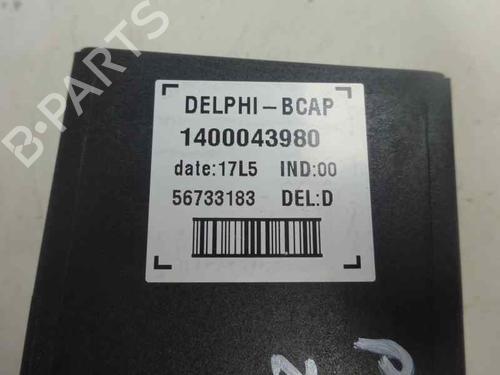 B-PARTS
DELPHI-BCAP
1400043980
date:17L5 IND:00
56733183 DEL:D